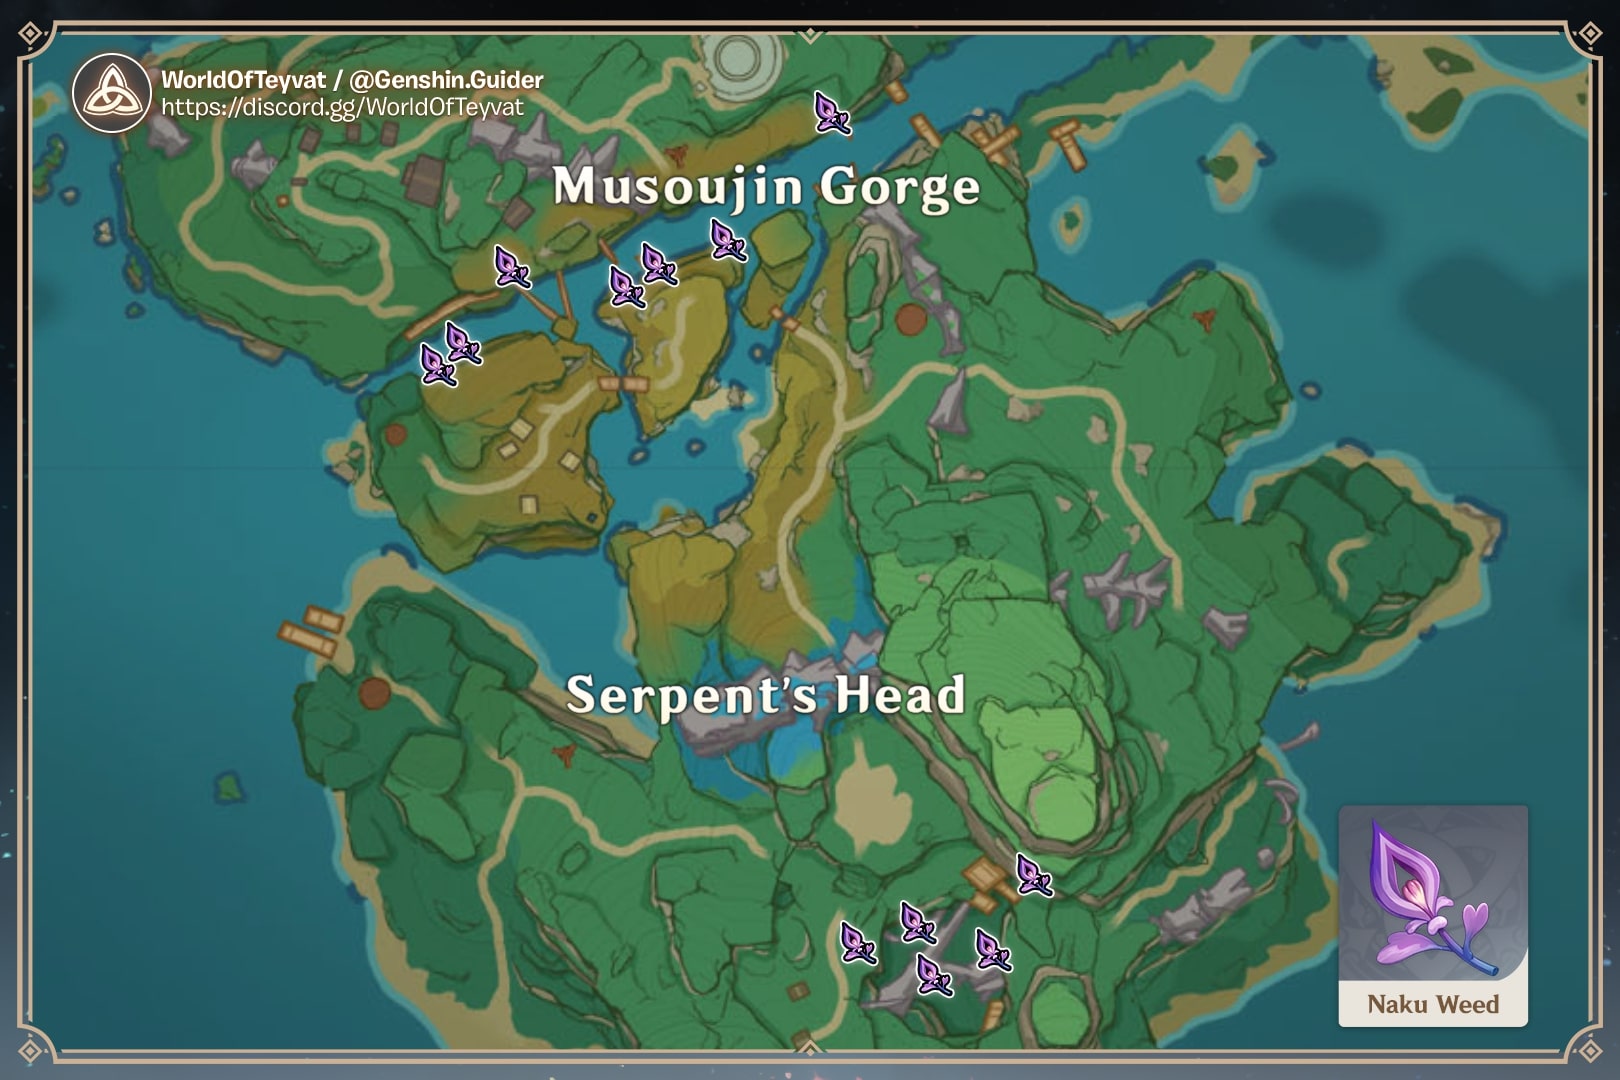 WorldOfTeyvat / @Genshin.Guider
https://discord.gg/WorldOfTeyvat
Musoujin Gorge
Serpent's Head
Naku Weed